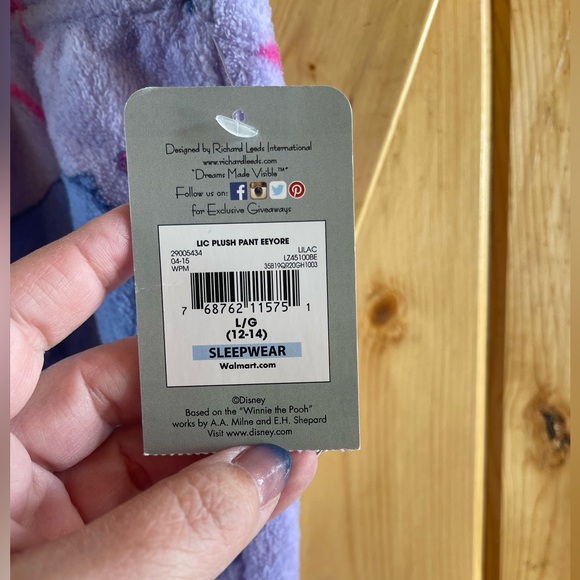 Designed by Richard Leeds International
www.richardleeds.com
"Dreams Made Visible™"
Follow us on:
for Exclusive Giveaways
LIC PLUSH PANT EEYORE
29005434 LILAC
04-15 LZ45100BE
WPM 35B19QR20GH1003
7 68762 11575 1
L/G
(12-14)
SLEEPWEAR
Walmart.com
©Disney
Based on the "Winnie the Pooh"
works by A.A. Milne and E.H. Shepard
Visit www.disney.com